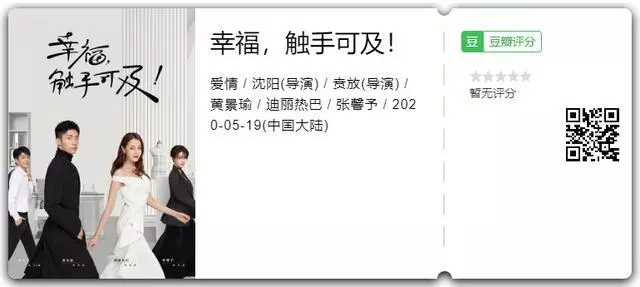 幸福,
触手可及!
幸福，触手可及！
爱情 / 沈阳(导演) / 贲放(导演) /
黄景瑜 / 迪丽热巴 / 张馨予 / 202
0-05-19(中国大陆)
豆 豆瓣评分
暂无评分